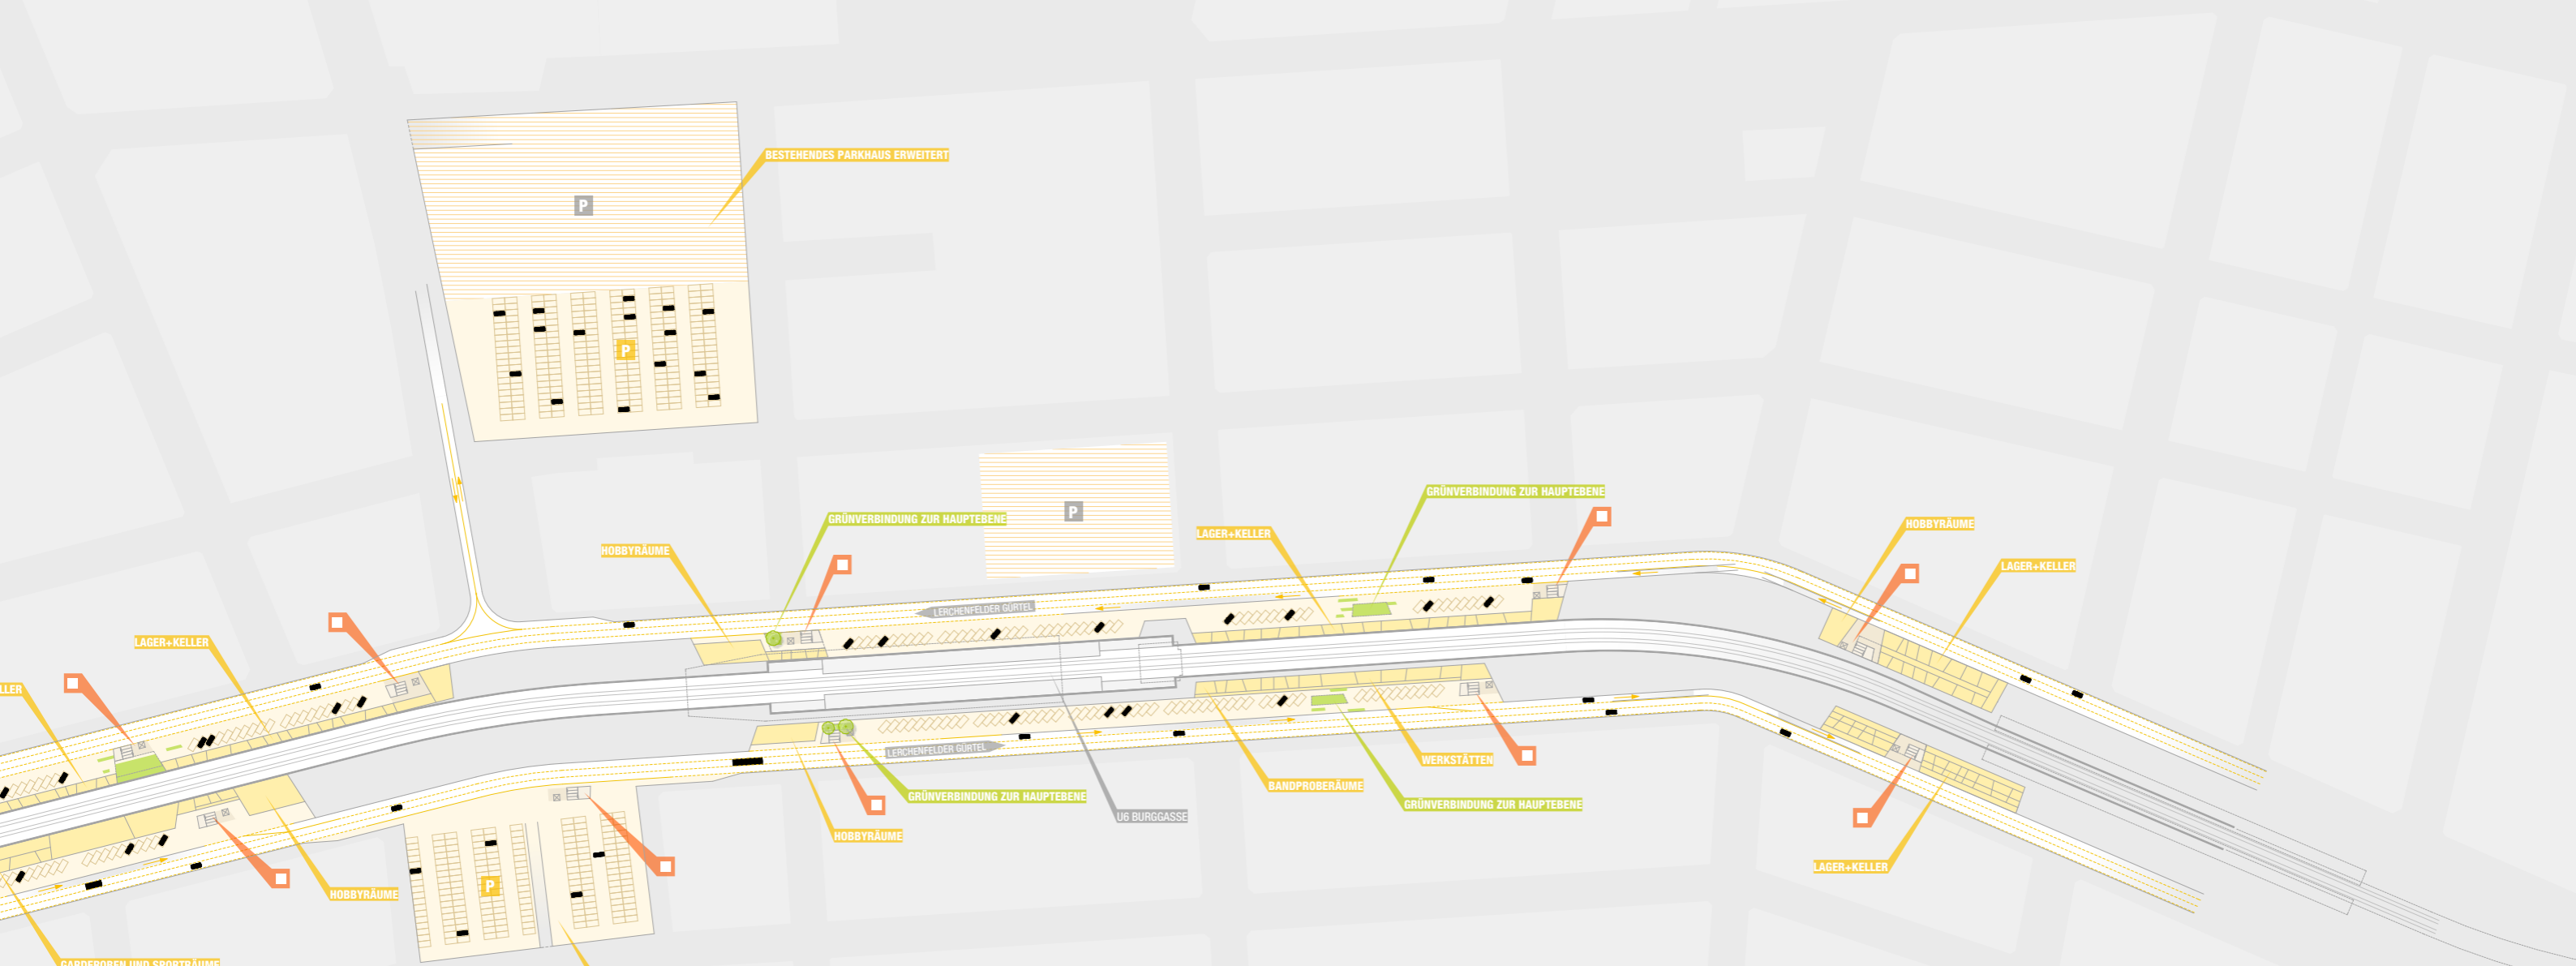 BESTEHENDES PARKHAUS ERWEITERT
P
P
GRÜNVERBINDUNG ZUR HAUPTEBENE
P
GRÜNVERBINDUNG ZUR HAUPTEBENE
HOBBYRÄUME
LAGER+KELLER
HOBBYRÄUME
LAGER+KELLER
LERCHENFELDER GÜRTEL
LAGER+KELLER
LLER
LERCHENFELDER GÜRTEL
WERKSTÄTTEN
BANDPROBERÄUME
GRÜNVERBINDUNG ZUR HAUPTEBENE
GRÜNVERBINDUNG ZUR HAUPTEBENE
U6 BURGGASSE
HOBBYRÄUME
LAGER+KELLER
P
HOBBYRÄUME
GARDEROBEN UND SPORTRÄUME